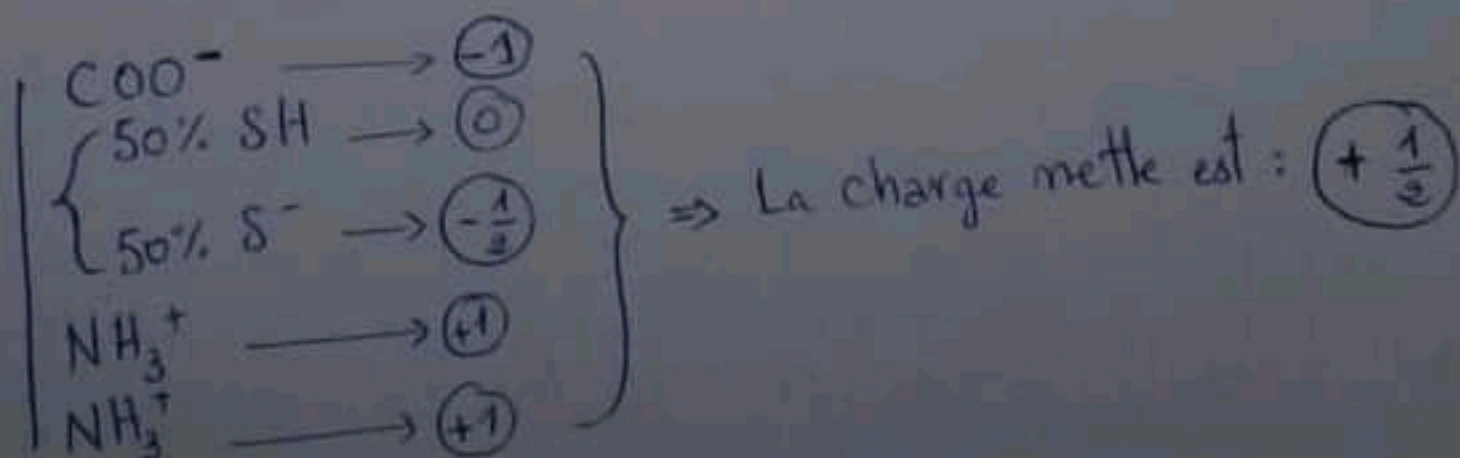 COO⁻ → -1
50% SH → 0
50% S⁻ → -1/2
NH₃⁺ → +1
NH₃⁺ → +1
⇒ La charge nette est : + 1/2